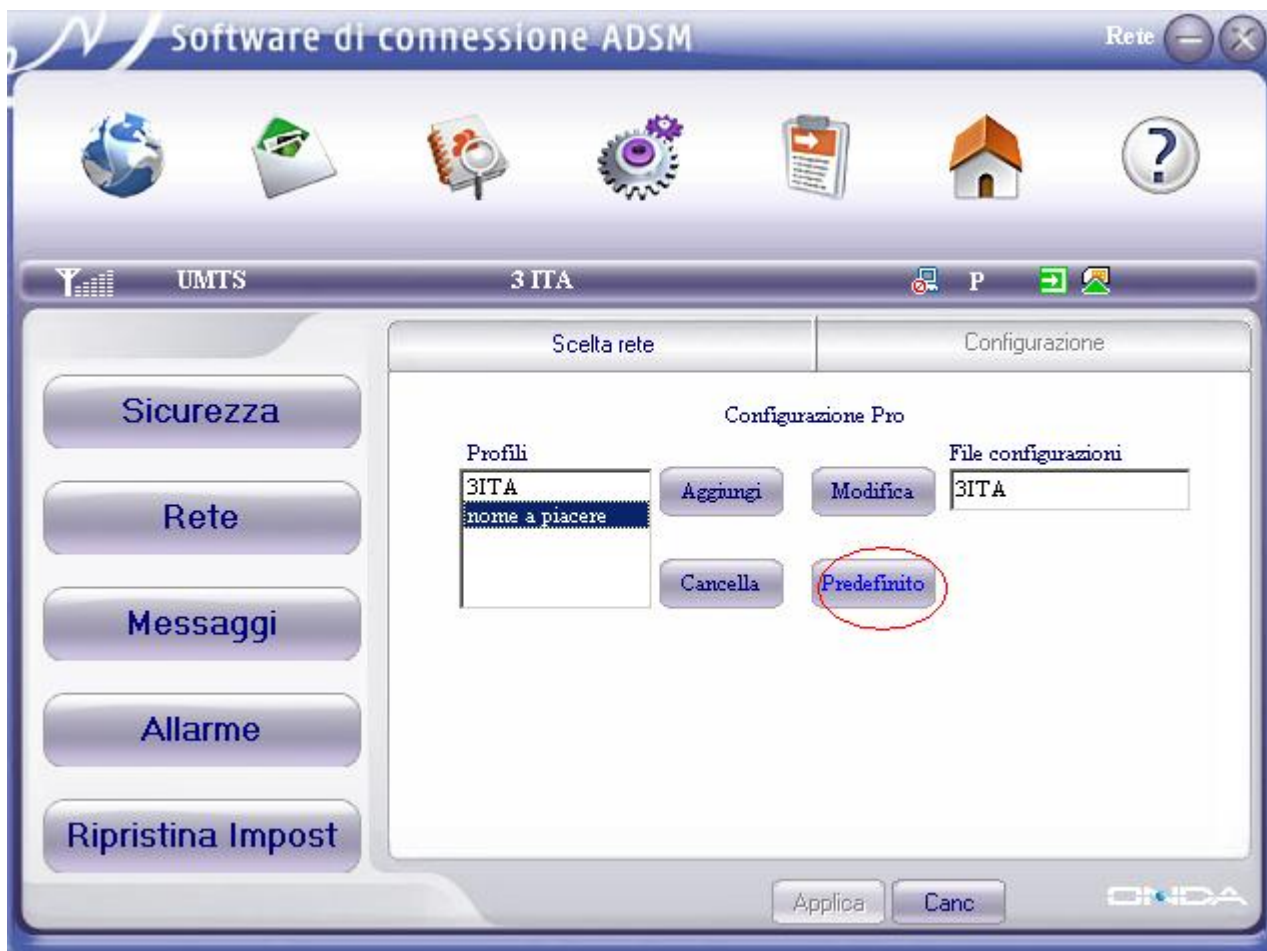 Software di connessione ADSM
Rete
UMTS
3 ITA
P
Scelta rete
Configurazione
Sicurezza
Rete
Messaggi
Allarme
Ripristina Impost
Configurazione Pro
Profili
File configurazioni
3ITA
nome a piacere
Aggiungi
Modifica
3ITA
Cancella
Predefinito
Applica
Canc
ONDA